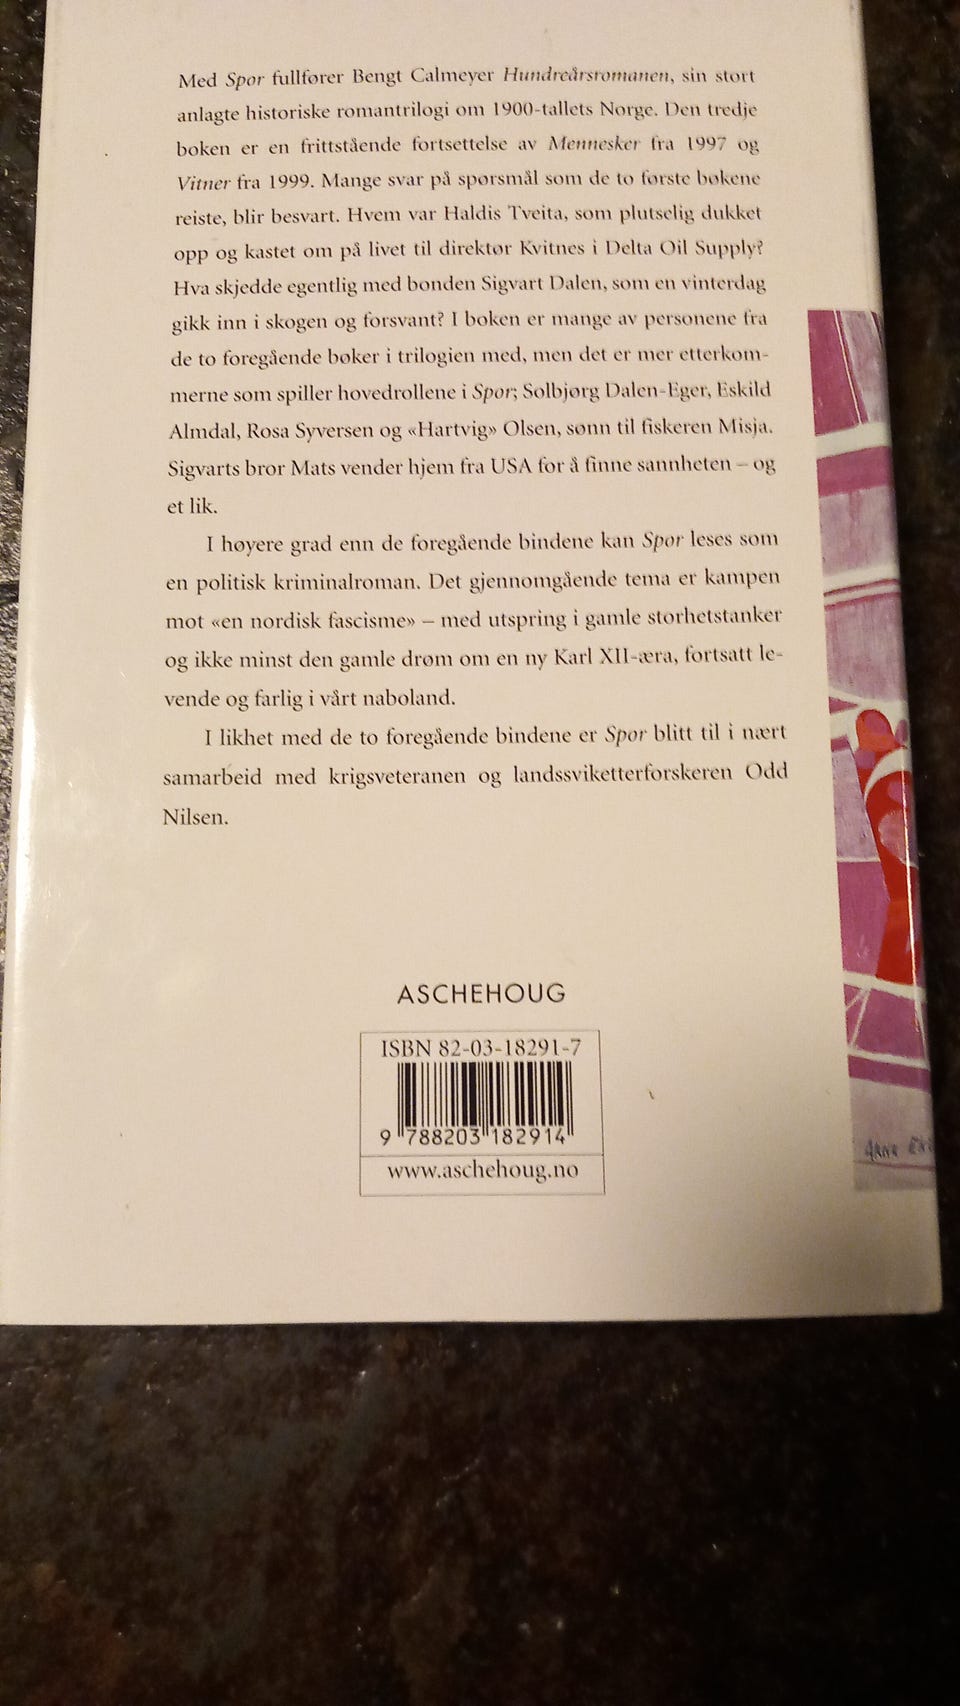 Med Spor fullfører Bengt Calmeyer Hundreårsromanen, sin stort
anlagte historiske romantrilogi om 1900-tallets Norge. Den tredje
boken er en frittstående fortsettelse av Mennesker fra 1997 og
Vitner fra 1999. Mange svar på spørsmål som de to første bøkene
reiste, blir besvart. Hvem var Haldis Tveita, som plutselig dukket
opp og kastet om på livet til direktør Kvitnes i Delta Oil Supply?
Hva skjedde egentlig med bonden Sigvart Dalen, som en vinterdag
gikk inn i skogen og forsvant? I boken er mange av personene fra
de to foregående bøker i trilogien med, men det er mer etterkom-
merne som spiller hovedrollene i Spor; Solbjørg Dalen-Eger, Eskild
Almdal, Rosa Syversen og «Hartvig» Olsen, sønn til fiskeren Misja.
Sigvarts bror Mats vender hjem fra USA for å finne sannheten – og
et lik.
I høyere grad enn de foregående bindene kan Spor leses som
en politisk kriminalroman. Det gjennomgående tema er kampen
mot «en nordisk fascisme» – med utspring i gamle storhetstanker
og ikke minst den gamle drøm om en ny Karl XII-æra, fortsatt le-
vende og farlig i vårt naboland.
I likhet med de to foregående bindene er Spor blitt til i nært
samarbeid med krigsveteranen og landssviketterforskeren Odd
Nilsen.
ASCHEHOUG
ISBN 82-03-18291-7
9 788203 182914
www.aschehoug.no